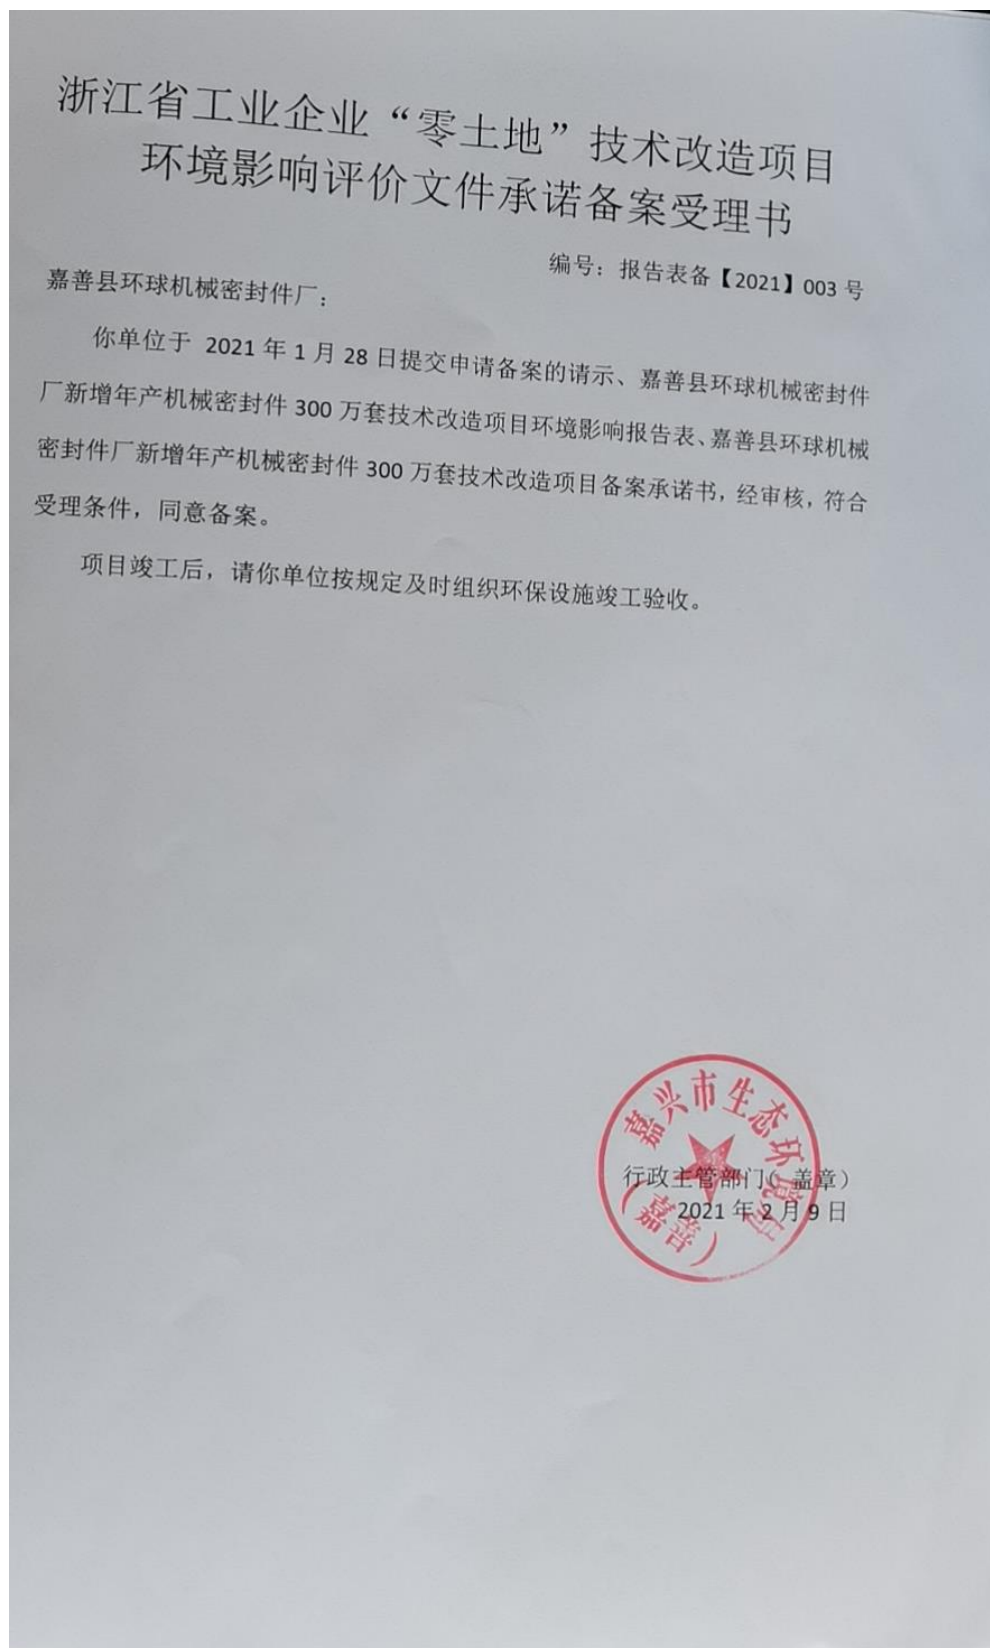 浙江省工业企业“零土地”技术改造项目
环境影响评价文件承诺备案受理书
编号：报告表备【2021】003 号
嘉善县环球机械密封件厂：
你单位于 2021 年 1 月 28 日提交申请备案的请示、嘉善县环球机械密封件
厂新增年产机械密封件 300 万套技术改造项目环境影响报告表、嘉善县环球机械
密封件厂新增年产机械密封件 300 万套技术改造项目备案承诺书，经审核，符合
受理条件，同意备案。
项目竣工后，请你单位按规定及时组织环保设施竣工验收。
嘉兴市生态环境局
行政主管部门（盖章）
2021 年 2 月 9 日
（嘉善）